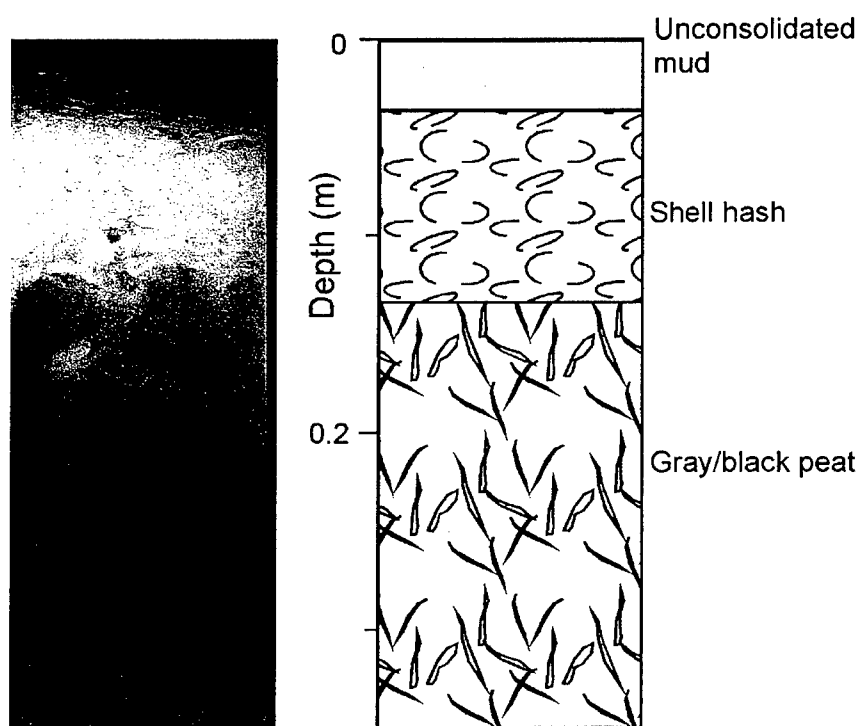 0
Unconsolidated
mud
Depth (m)
Shell hash
0.2
Gray/black peat